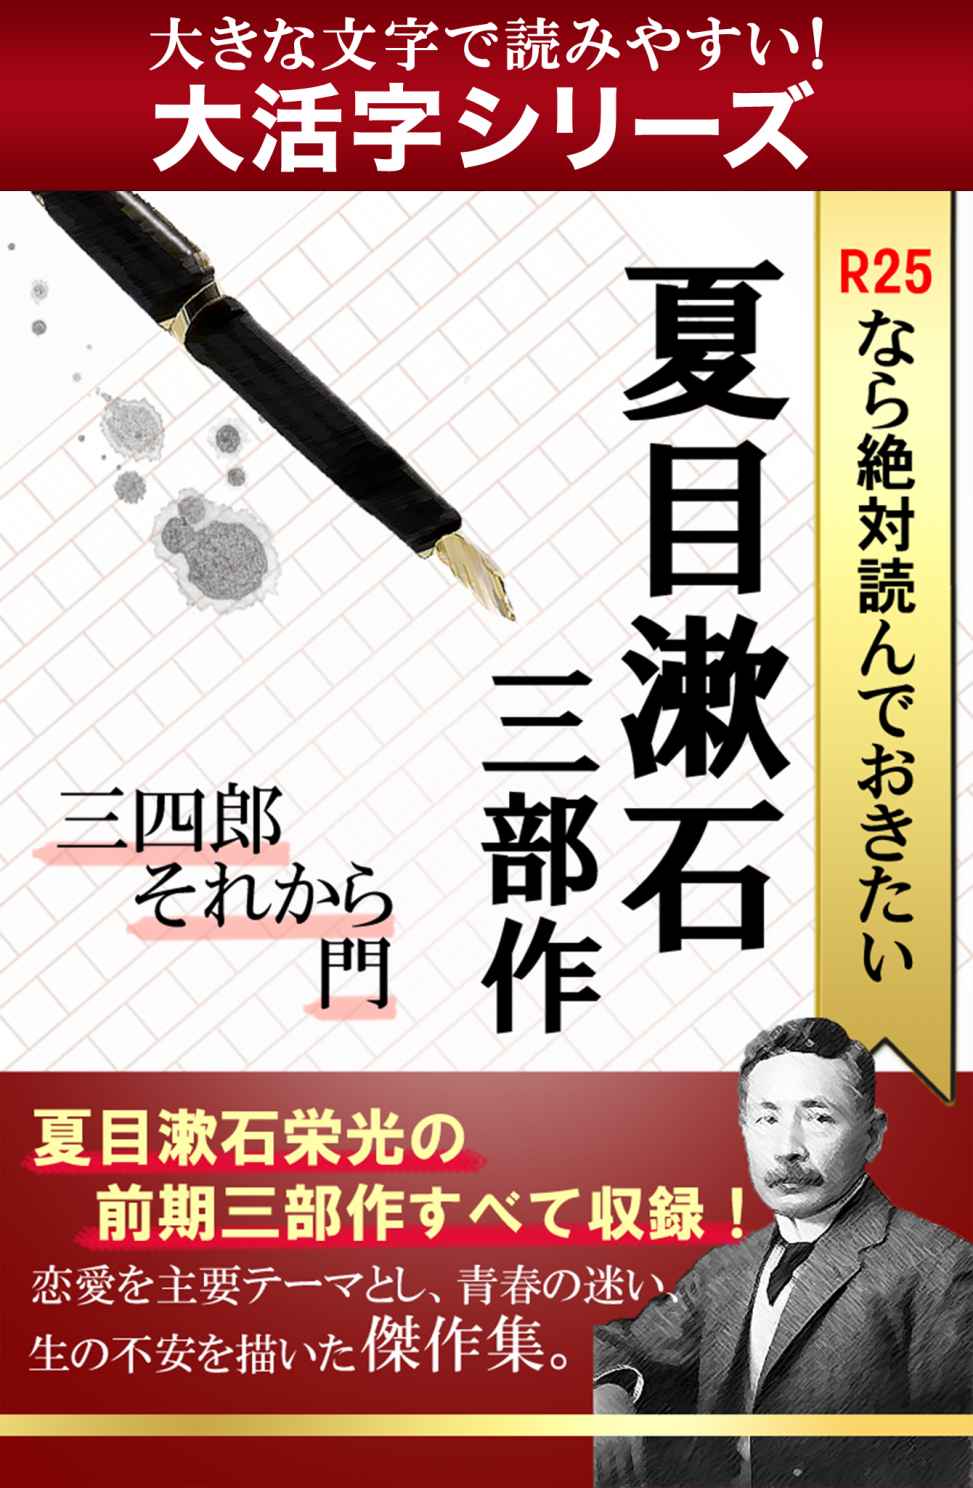 大きな文字で読みやすい！
大活字シリーズ
R25なら絶対読んでおきたい
夏目漱石
三部作
三四郎
それから
門
夏目漱石栄光の
前期三部作すべて収録！
恋愛を主要テーマとし、青春の迷い、
生の不安を描いた傑作集。